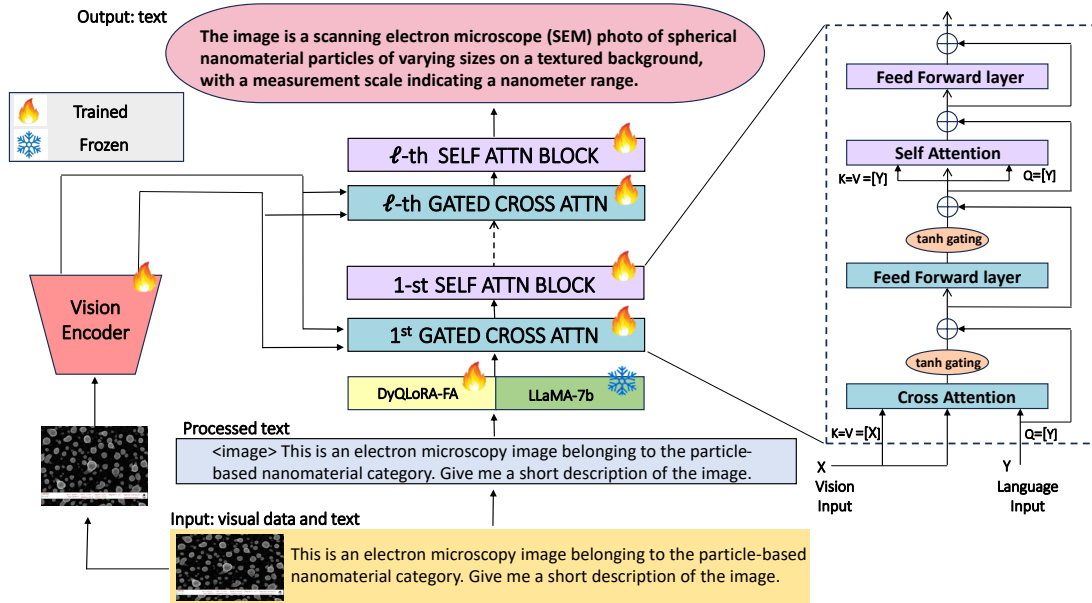 Output: text
The image is a scanning electron microscope (SEM) photo of spherical
nanomaterial particles of varying sizes on a textured background,
with a measurement scale indicating a nanometer range.
Trained
Frozen
ℓ-th SELF ATTN BLOCK
ℓ-th GATED CROSS ATTN
1-st SELF ATTN BLOCK
1st GATED CROSS ATTN
Vision
Encoder
DyQLoRA-FA
LLaMA-7b
Processed text
<image> This is an electron microscopy image belonging to the particle-
based nanomaterial category. Give me a short description of the image.
Input: visual data and text
This is an electron microscopy image belonging to the particle-based
nanomaterial category. Give me a short description of the image.
Feed Forward layer
Self Attention
K=V =[Y]
Q=[Y]
tanh gating
Feed Forward layer
tanh gating
Cross Attention
K=V =[X]
Q=[Y]
X
Vision
Input
Y
Language
Input